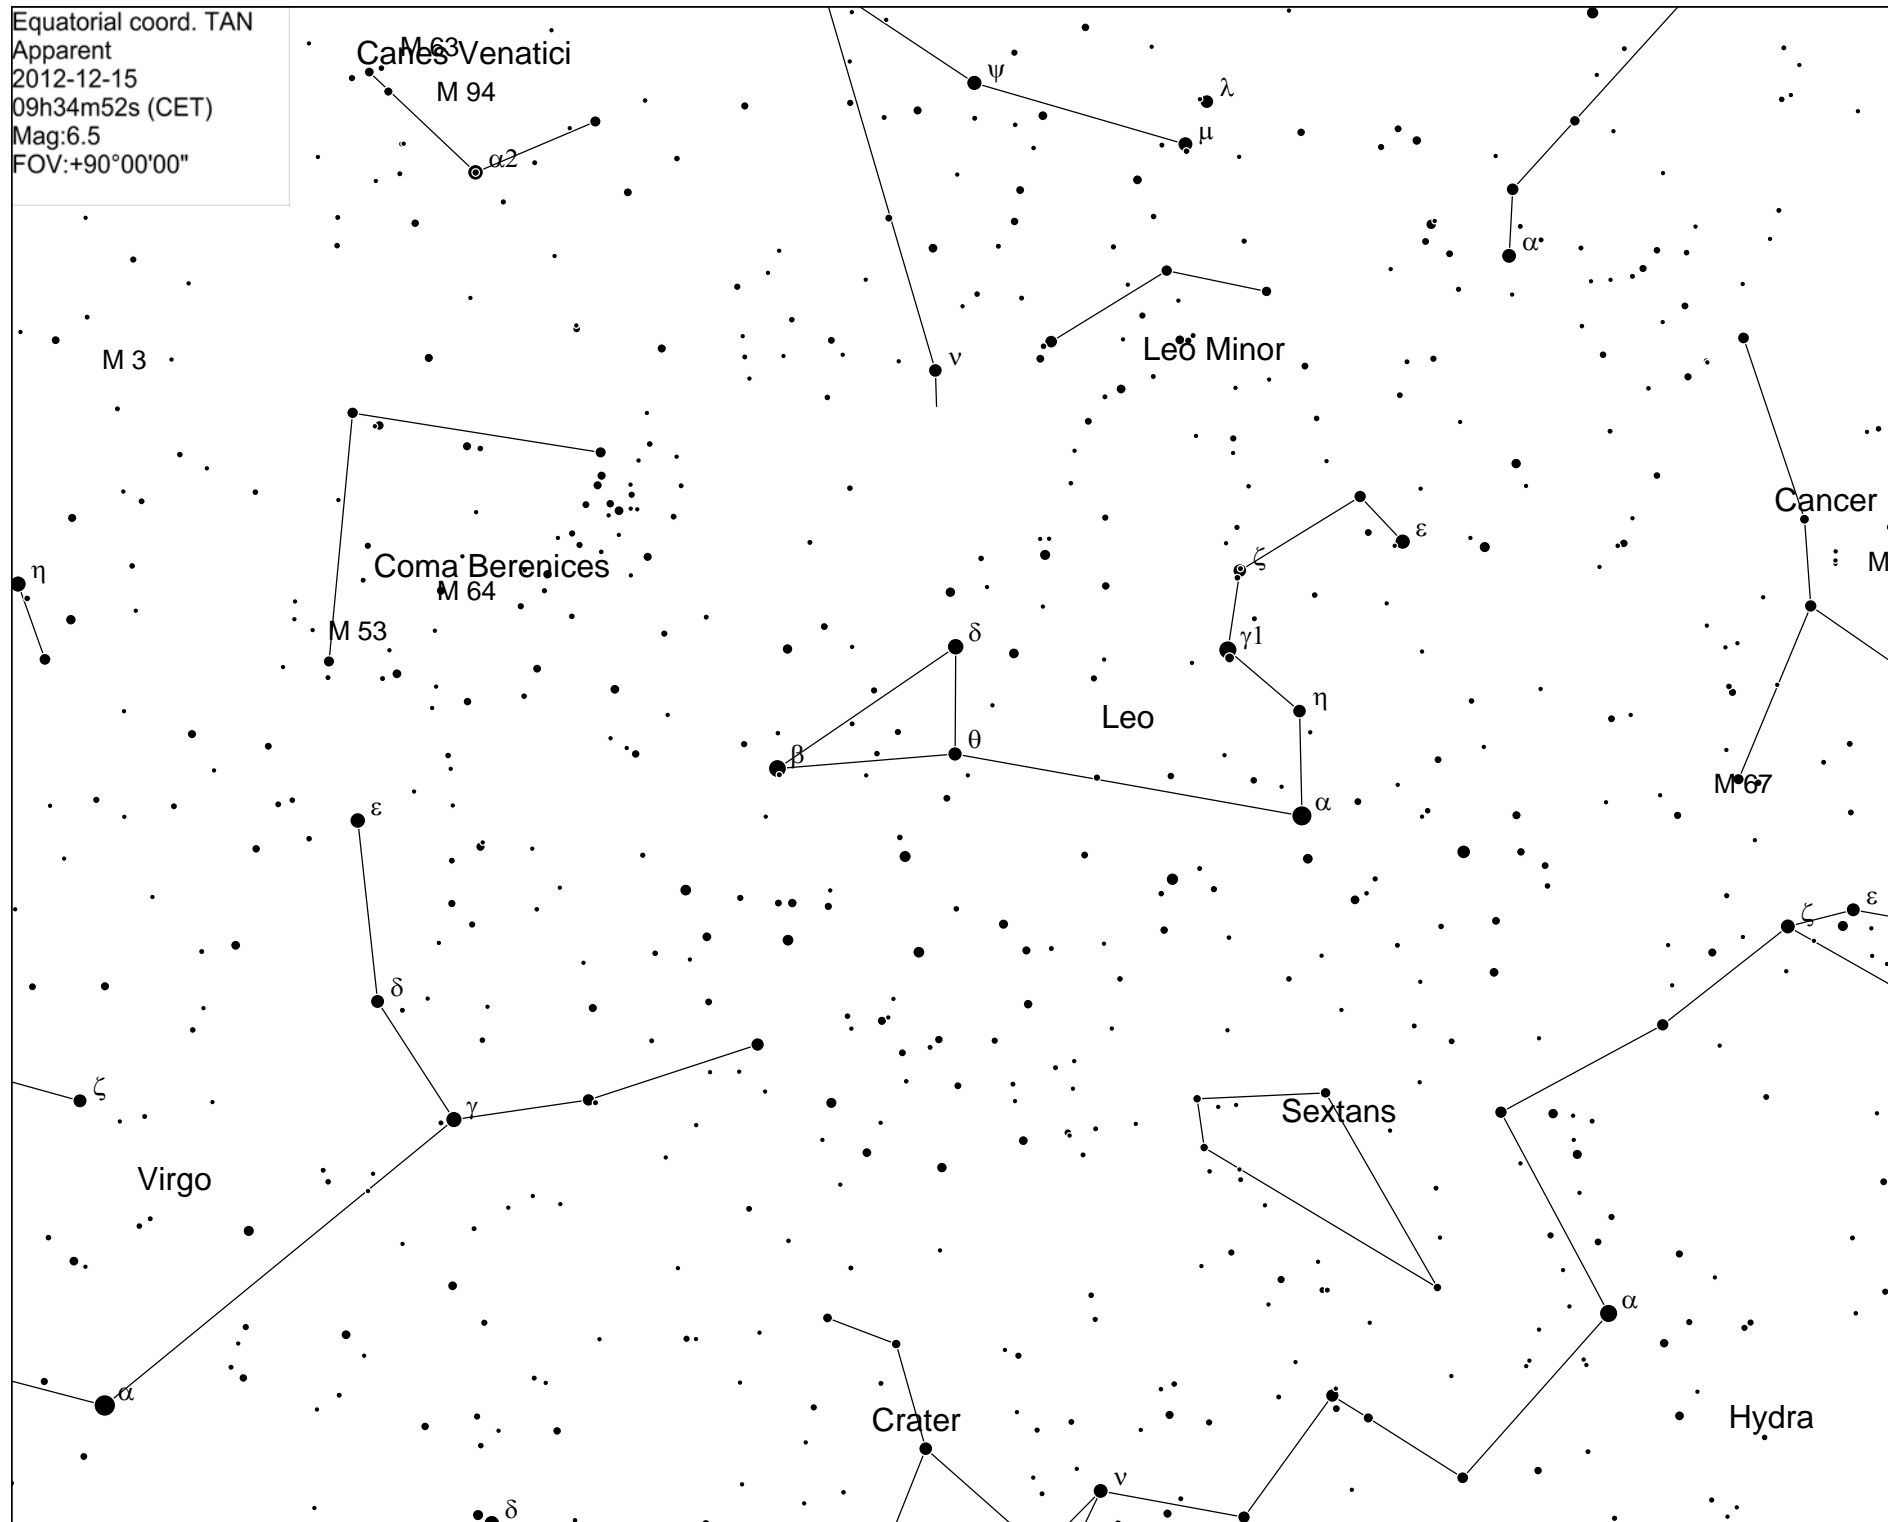 Equatorial coord. TAN
Apparent
2012-12-15
09h34m52s (CET)
Mag:6.5
FOV:+90°00'00"
M 63
Canes Venatici
M 94
α2
ψ
λ
μ
α
M 3
ν
Leo Minor
Cancer
M
η
Coma Berenices
M 64
M 53
ε
ζ
δ
γ1
η
Leo
θ
β
α
M 67
ε
δ
ζ
ε
ζ
γ
Sextans
Virgo
α
α
Crater
Hydra
ν
δ